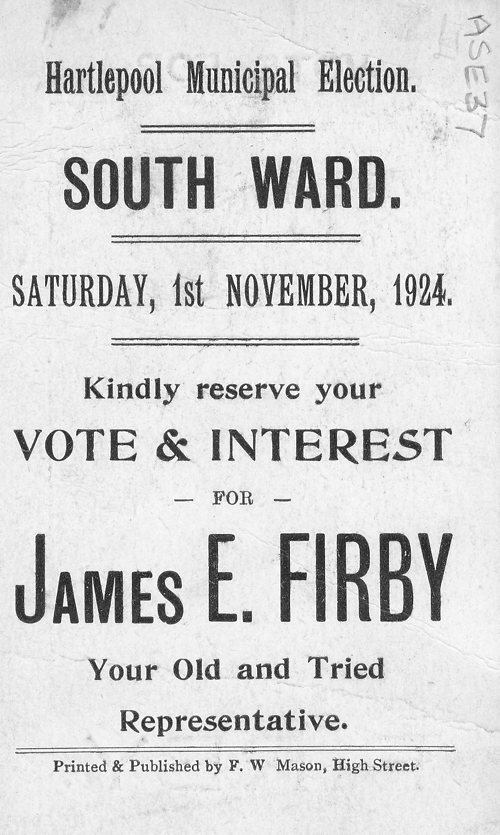 ASE37
Hartlepool Municipal Election.
SOUTH WARD.
SATURDAY, 1st NOVEMBER, 1924.
Kindly reserve your
VOTE & INTEREST
— FOR —
JAMES E. FIRBY
Your Old and Tried
Representative.
Printed & Published by F. W Mason, High Street.